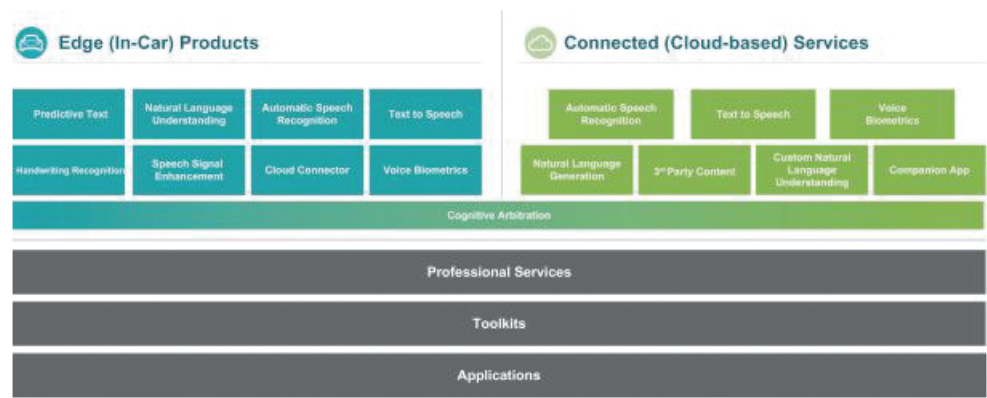 Edge (In-Car) Products
Connected (Cloud-based) Services
Predictive Text
Natural Language
Understanding
Automatic Speech
Recognition
Text to Speech
Handwriting Recognition
Speech Signal
Enhancement
Cloud Connector
Voice Biometrics
Automatic Speech
Recognition
Text to Speech
Voice
Biometrics
Natural Language
Generation
3rd Party Content
Custom Natural
Language
Understanding
Companion App
Cognitive Arbitration
Professional Services
Toolkits
Applications